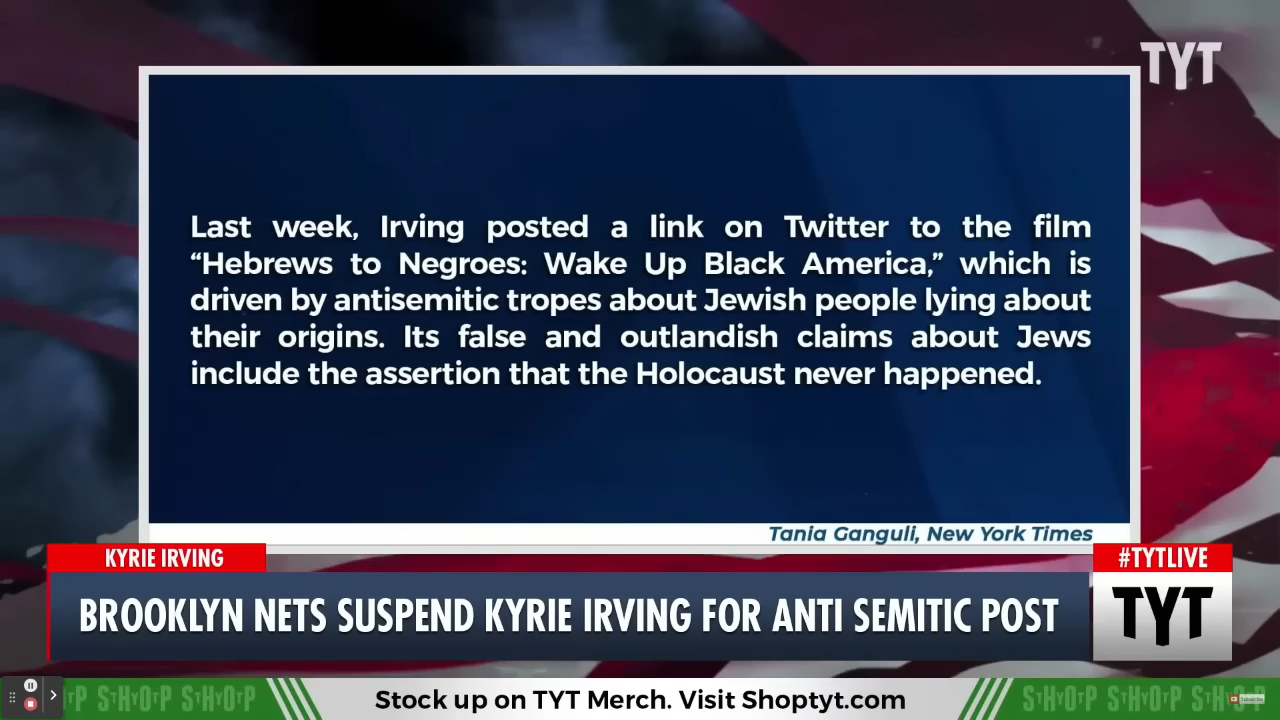 TYT
Last week, Irving posted a link on Twitter to the film
“Hebrews to Negroes: Wake Up Black America,” which is
driven by antisemitic tropes about Jewish people lying about
their origins. Its false and outlandish claims about Jews
include the assertion that the Holocaust never happened.
Tania Ganguli, New York Times
KYRIE IRVING
#TYTLIVE
BROOKLYN NETS SUSPEND KYRIE IRVING FOR ANTI SEMITIC POST
TYT
Stock up on TYT Merch. Visit Shoptyt.com